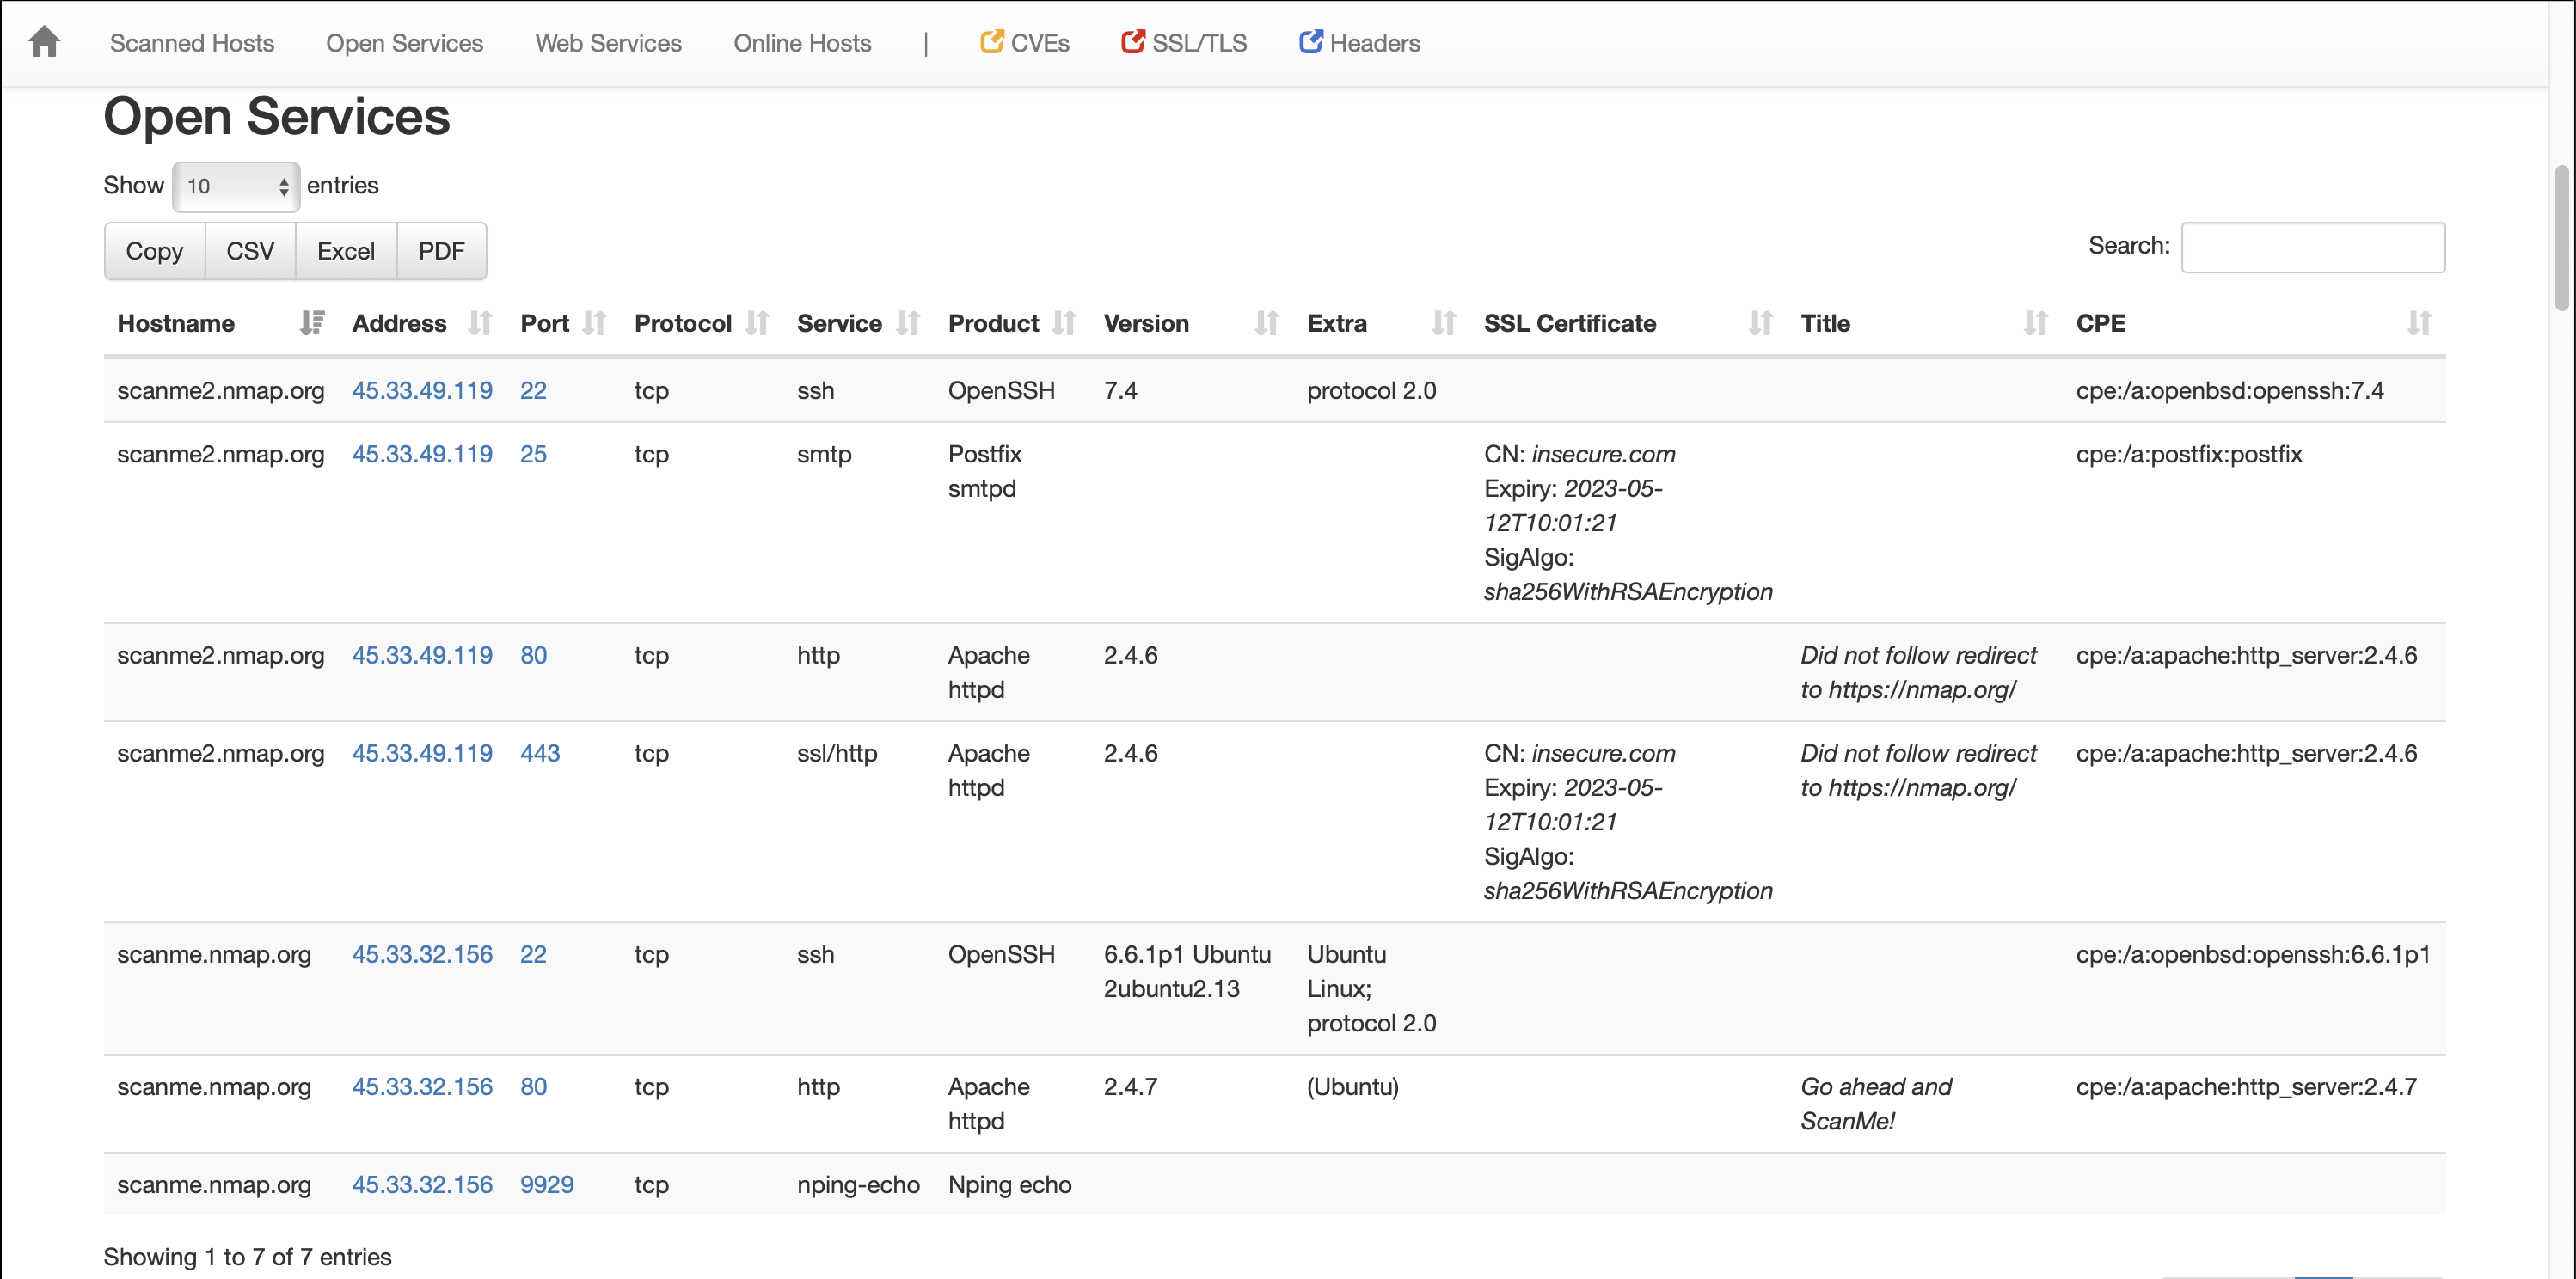 Scanned Hosts Open Services Web Services Online Hosts | CVEs SSL/TLS Headers
Open Services
Show 10 entries
Copy CSV Excel PDF
Search:
Hostname Address Port Protocol Service Product Version Extra SSL Certificate Title CPE
scanme2.nmap.org 45.33.49.119 22 tcp ssh OpenSSH 7.4 protocol 2.0 cpe:/a:openbsd:openssh:7.4
scanme2.nmap.org 45.33.49.119 25 tcp smtp Postfix CN: insecure.com cpe:/a:postfix:postfix
smtpd Expiry: 2023-05-
12T10:01:21
SigAlgo:
sha256WithRSAEncryption
scanme2.nmap.org 45.33.49.119 80 tcp http Apache 2.4.6 Did not follow redirect cpe:/a:apache:http_server:2.4.6
httpd to https://nmap.org/
scanme2.nmap.org 45.33.49.119 443 tcp ssl/http Apache 2.4.6 CN: insecure.com Did not follow redirect cpe:/a:apache:http_server:2.4.6
httpd Expiry: 2023-05- to https://nmap.org/
12T10:01:21
SigAlgo:
sha256WithRSAEncryption
scanme.nmap.org 45.33.32.156 22 tcp ssh OpenSSH 6.6.1p1 Ubuntu Ubuntu cpe:/a:openbsd:openssh:6.6.1p1
2ubuntu2.13 Linux;
protocol 2.0
scanme.nmap.org 45.33.32.156 80 tcp http Apache 2.4.7 (Ubuntu) Go ahead and cpe:/a:apache:http_server:2.4.7
httpd ScanMe!
scanme.nmap.org 45.33.32.156 9929 tcp nping-echo Nping echo
Showing 1 to 7 of 7 entries